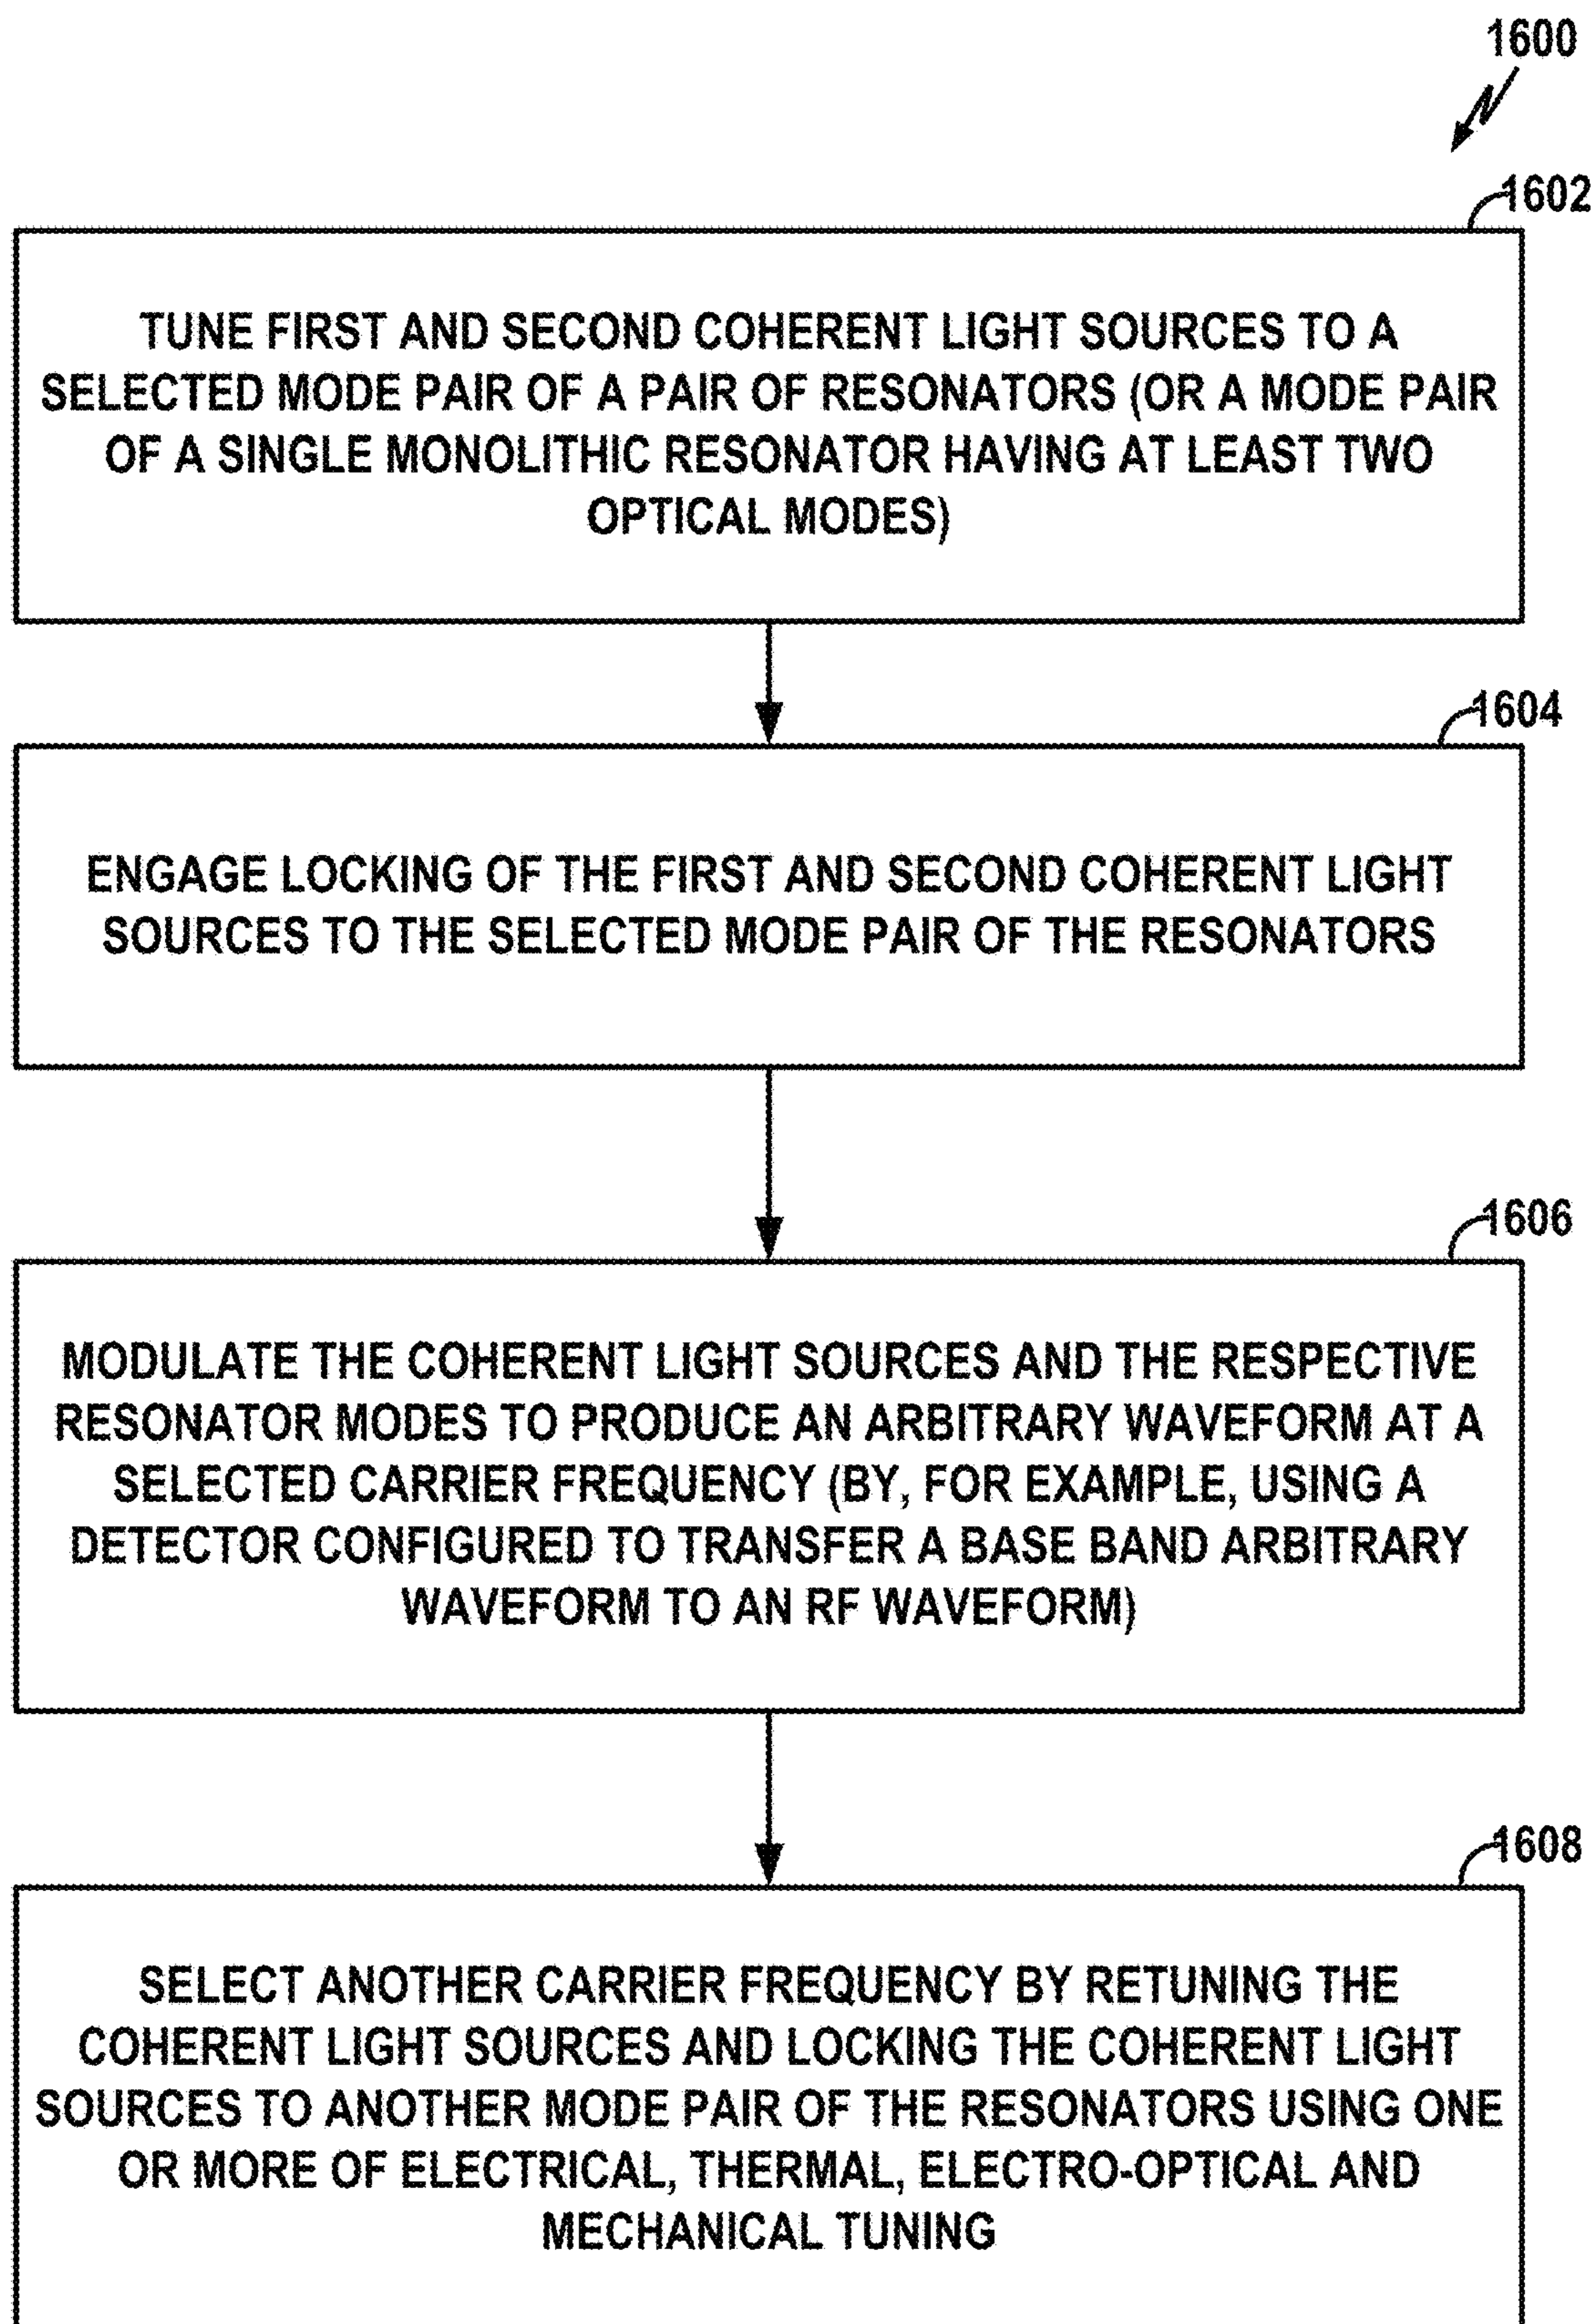 1600
1602
TUNE FIRST AND SECOND COHERENT LIGHT SOURCES TO A
SELECTED MODE PAIR OF A PAIR OF RESONATORS (OR A MODE PAIR
OF A SINGLE MONOLITHIC RESONATOR HAVING AT LEAST TWO
OPTICAL MODES)
1604
ENGAGE LOCKING OF THE FIRST AND SECOND COHERENT LIGHT
SOURCES TO THE SELECTED MODE PAIR OF THE RESONATORS
1606
MODULATE THE COHERENT LIGHT SOURCES AND THE RESPECTIVE
RESONATOR MODES TO PRODUCE AN ARBITRARY WAVEFORM AT A
SELECTED CARRIER FREQUENCY (BY, FOR EXAMPLE, USING A
DETECTOR CONFIGURED TO TRANSFER A BASE BAND ARBITRARY
WAVEFORM TO AN RF WAVEFORM)
1608
SELECT ANOTHER CARRIER FREQUENCY BY RETUNING THE
COHERENT LIGHT SOURCES AND LOCKING THE COHERENT LIGHT
SOURCES TO ANOTHER MODE PAIR OF THE RESONATORS USING ONE
OR MORE OF ELECTRICAL, THERMAL, ELECTRO-OPTICAL AND
MECHANICAL TUNING